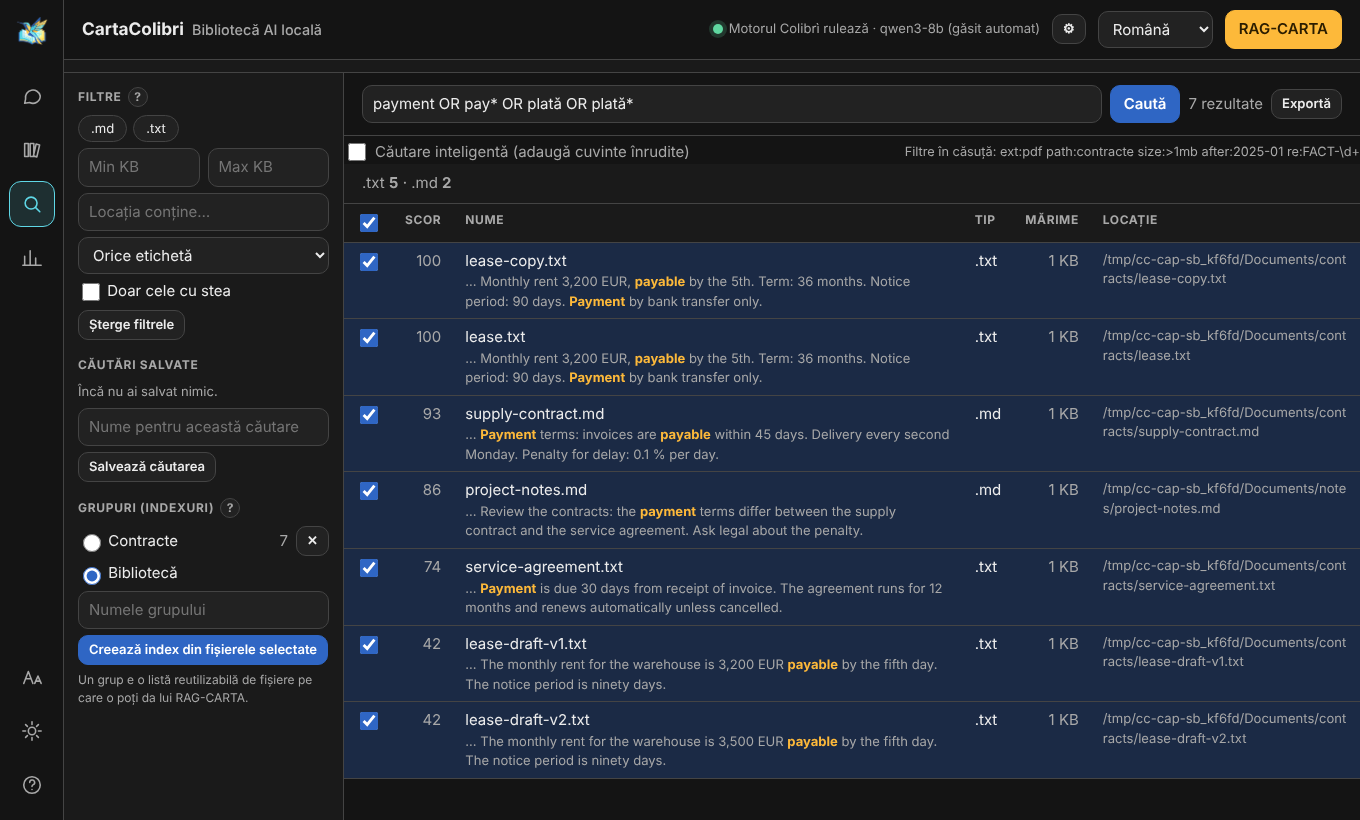 CartaColibri Bibliotecă AI locală
Motorul Colibrì rulează · qwen3-8b (găsit automat)
Română
RAG-CARTA
FILTRE ?
.md .txt
Min KB Max KB
Locația conține...
Orice etichetă
Doar cele cu stea
Șterge filtrele
CĂUTĂRI SALVATE
Încă nu ai salvat nimic.
Nume pentru această căutare
Salvează căutarea
GRUPURI (INDEXURI) ?
Contracte 7 ×
Bibliotecă
Numele grupului
Creează index din fișierele selectate
Un grup e o listă reutilizabilă de fișiere pe
care o poți da lui RAG-CARTA.
AA
?
payment OR pay* OR plată OR plată*
Caută 7 rezultate Exportă
Căutare inteligentă (adaugă cuvinte înrudite)
Filtre în căsuță: ext:pdf path:contracte size:>1mb after:2025-01 re:FACT-\d+
.txt 5 · .md 2
SCOR NUME TIP MĂRIME LOCAȚIE
100 lease-copy.txt .txt 1 KB /tmp/cc-cap-sb_kf6fd/Documents/cont
racts/lease-copy.txt
... Monthly rent 3,200 EUR, payable by the 5th. Term: 36 months. Notice
period: 90 days. Payment by bank transfer only.
100 lease.txt .txt 1 KB /tmp/cc-cap-sb_kf6fd/Documents/cont
racts/lease.txt
... Monthly rent 3,200 EUR, payable by the 5th. Term: 36 months. Notice
period: 90 days. Payment by bank transfer only.
93 supply-contract.md .md 1 KB /tmp/cc-cap-sb_kf6fd/Documents/cont
racts/supply-contract.md
... Payment terms: invoices are payable within 45 days. Delivery every second
Monday. Penalty for delay: 0.1 % per day.
86 project-notes.md .md 1 KB /tmp/cc-cap-sb_kf6fd/Documents/note
s/project-notes.md
... Review the contracts: the payment terms differ between the supply
contract and the service agreement. Ask legal about the penalty.
74 service-agreement.txt .txt 1 KB /tmp/cc-cap-sb_kf6fd/Documents/cont
racts/service-agreement.txt
... Payment is due 30 days from receipt of invoice. The agreement runs for 12
months and renews automatically unless cancelled.
42 lease-draft-v1.txt .txt 1 KB /tmp/cc-cap-sb_kf6fd/Documents/cont
racts/lease-draft-v1.txt
... The monthly rent for the warehouse is 3,200 EUR payable by the fifth day.
The notice period is ninety days.
42 lease-draft-v2.txt .txt 1 KB /tmp/cc-cap-sb_kf6fd/Documents/cont
racts/lease-draft-v2.txt
... The monthly rent for the warehouse is 3,500 EUR payable by the fifth day.
The notice period is ninety days.